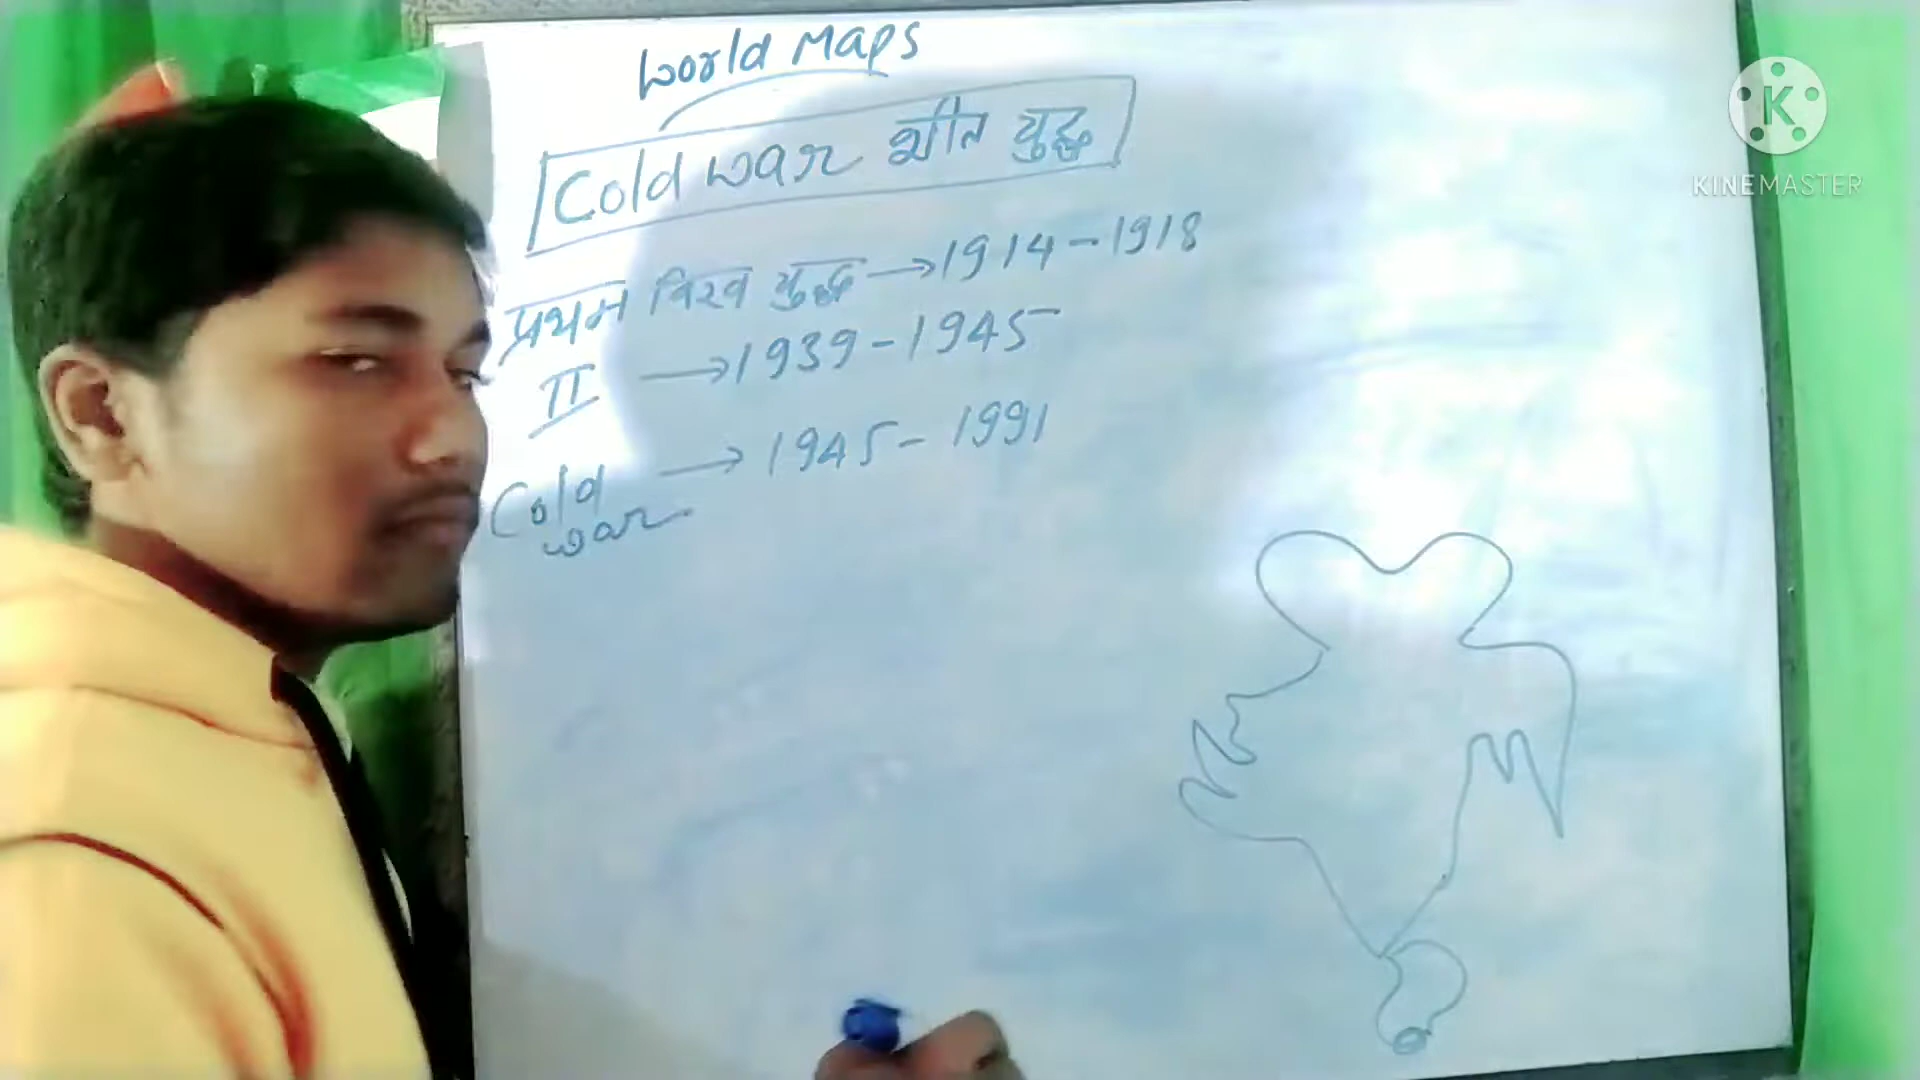 World Maps
Cold war शीत युद्ध
प्रथम विश्व युद्ध → 1914-1918
II → 1939-1945
Cold war → 1945-1991
KINEMASTER